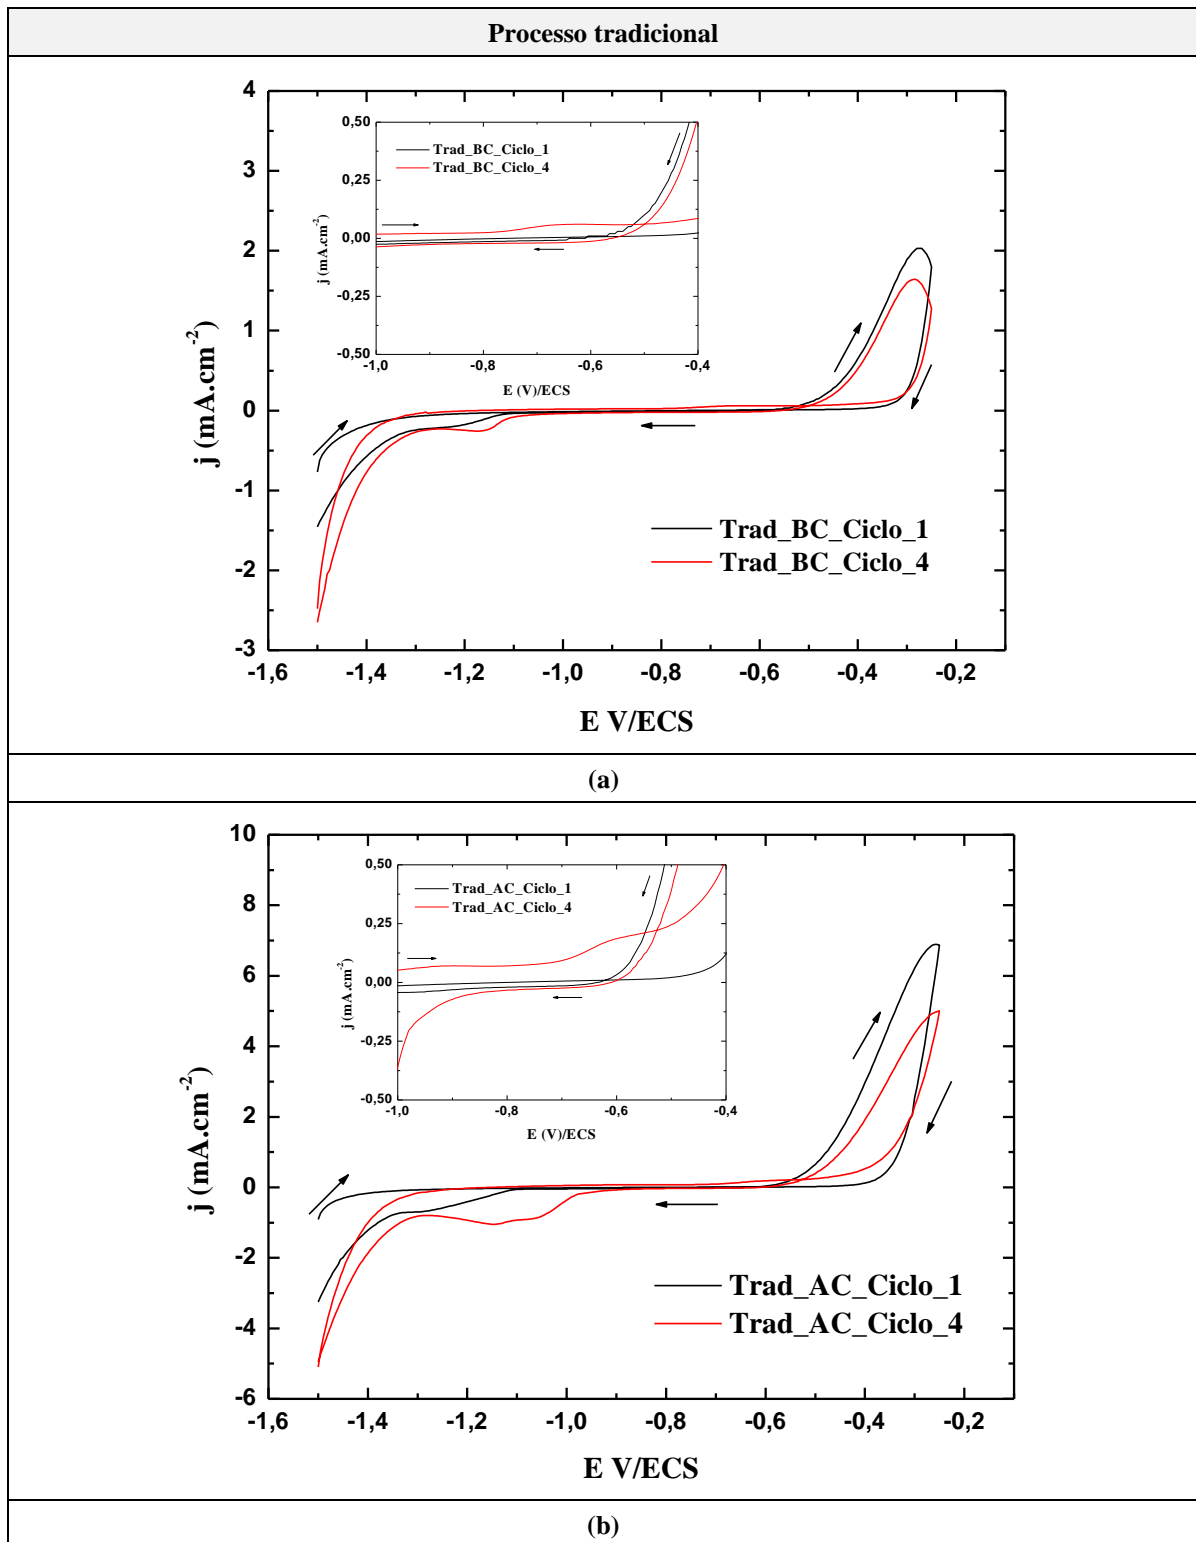 Processo tradicional
4
3
2
1
0
-1
-2
-3
j (mA.cm-2)
0,50
0,25
0,00
-0,25
-0,50
j (mA.cm-2)
Trad_BC_Ciclo_1
Trad_BC_Ciclo_4
-1,0 -0,8 -0,6 -0,4
E (V)/ECS
Trad_BC_Ciclo_1
Trad_BC_Ciclo_4
-1,6 -1,4 -1,2 -1,0 -0,8 -0,6 -0,4 -0,2
E V/ECS
(a)
10
8
6
4
2
0
-2
-4
-6
j (mA.cm-2)
0,50
0,25
0,00
-0,25
-0,50
j (mA.cm-2)
Trad_AC_Ciclo_1
Trad_AC_Ciclo_4
-1,0 -0,8 -0,6 -0,4
E (V)/ECS
Trad_AC_Ciclo_1
Trad_AC_Ciclo_4
-1,6 -1,4 -1,2 -1,0 -0,8 -0,6 -0,4 -0,2
E V/ECS
(b)